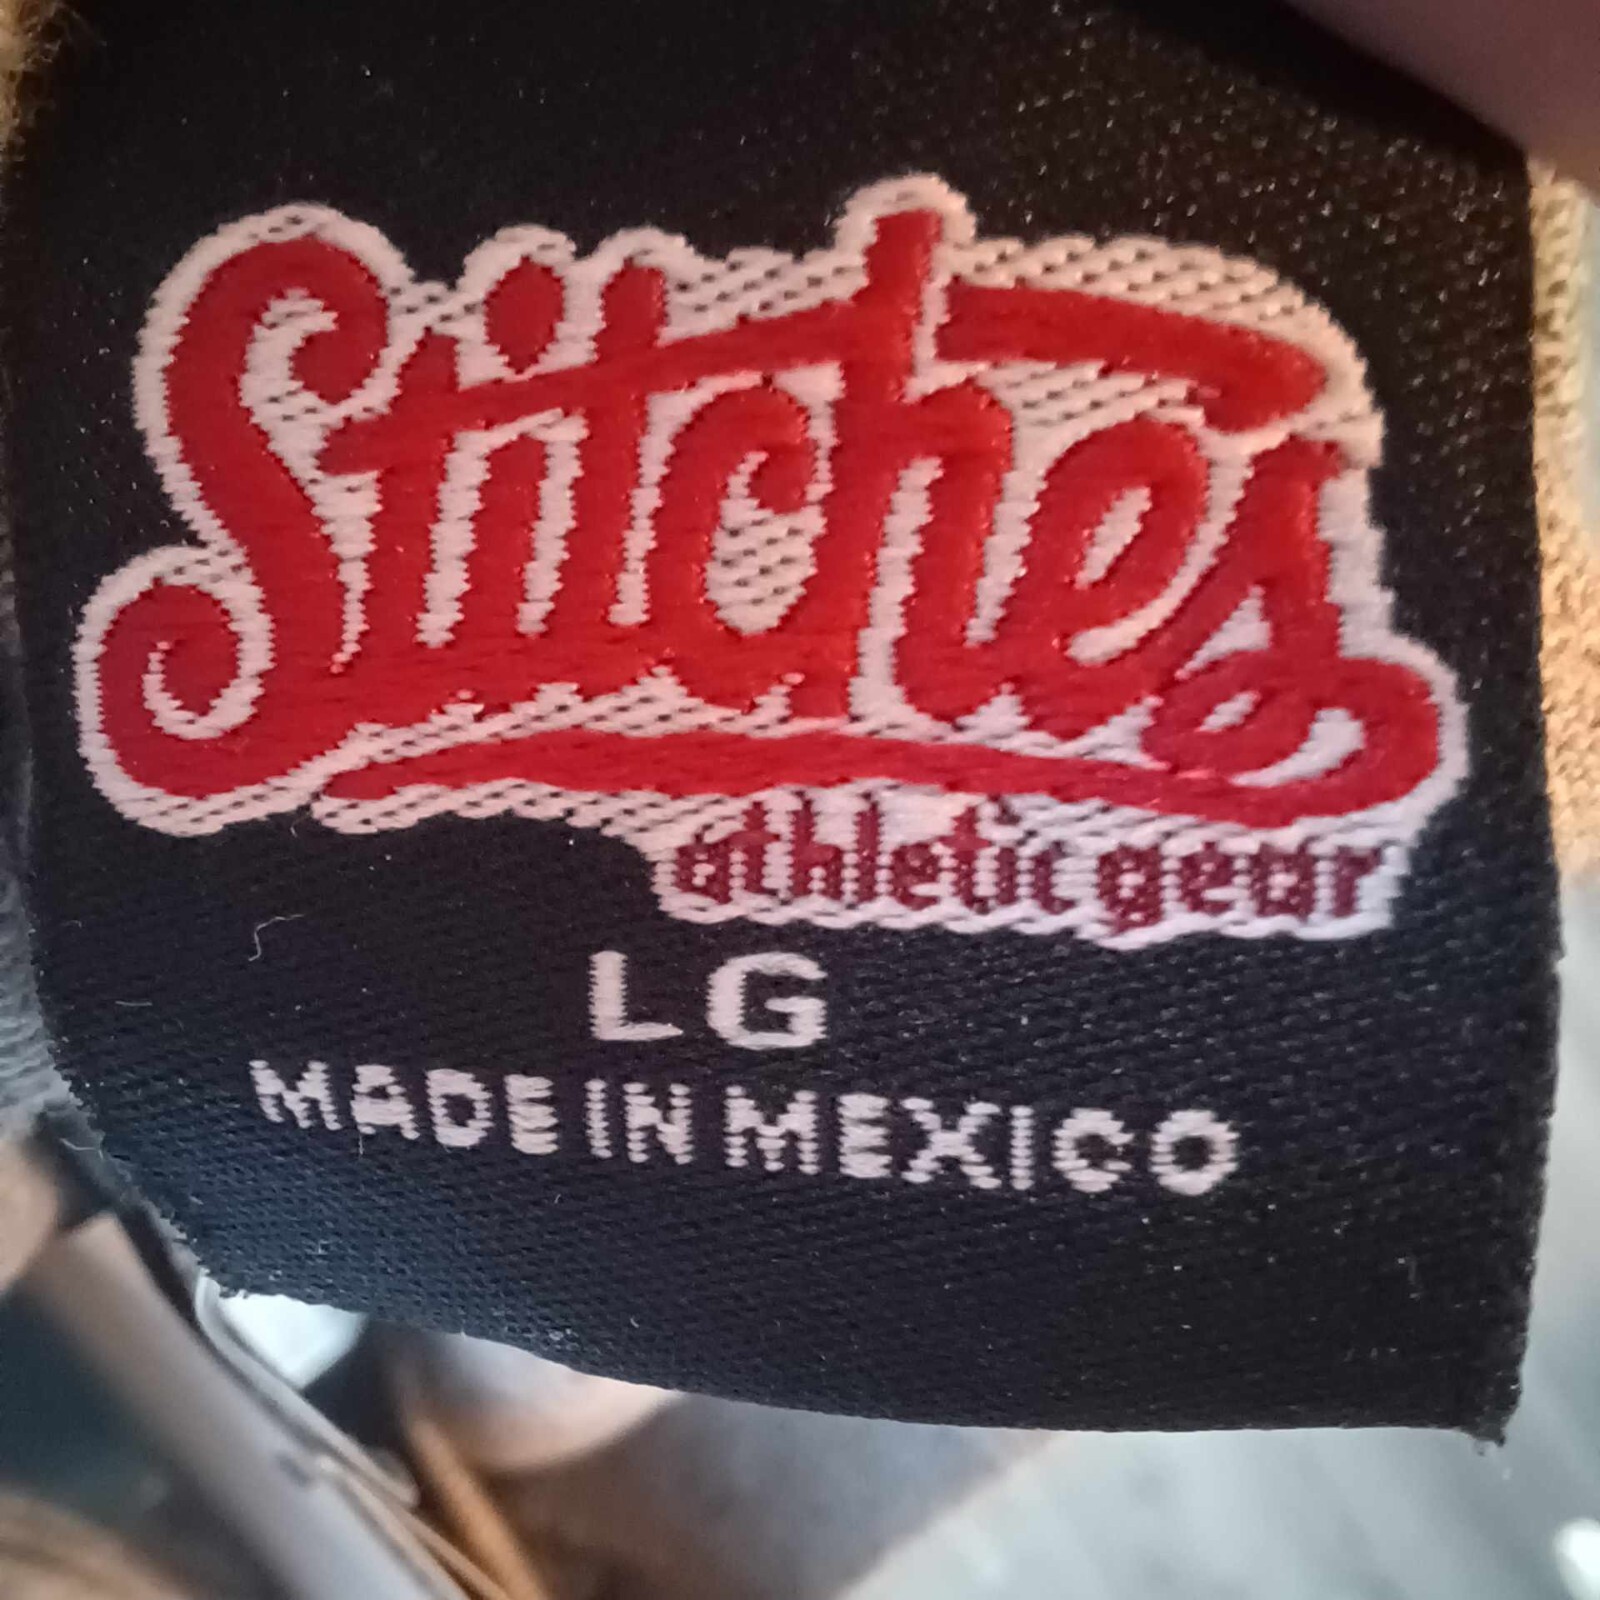 Stitches
athletic gear
LG
MADE IN MEXICO